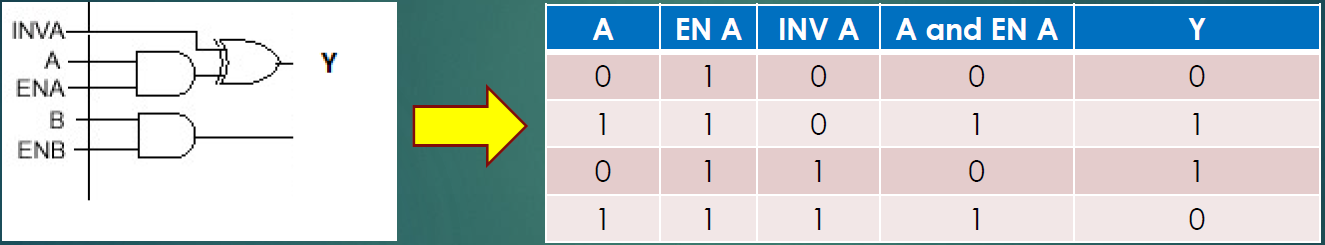 INVA
A
ENA
B
ENB
Y
A EN A INV A A and EN A Y
0 1 0 0 0
1 1 0 1 1
0 1 1 0 1
1 1 1 1 0